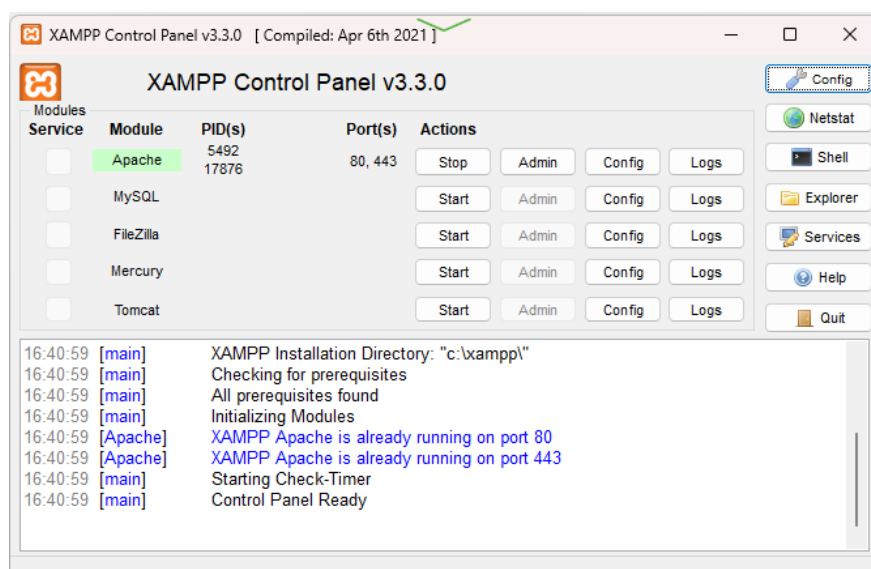 XAMPP Control Panel v3.3.0 [ Compiled: Apr 6th 2021 ]
XAMPP Control Panel v3.3.0
Config
Modules
Service Module PID(s) Port(s) Actions
Netstat
Apache 5492 17876 80, 443 Stop Admin Config Logs
Shell
MySQL Start Admin Config Logs
Explorer
FileZilla Start Admin Config Logs
Services
Mercury Start Admin Config Logs
Help
Tomcat Start Admin Config Logs
Quit
16:40:59 [main] XAMPP Installation Directory: "c:\xampp\"
16:40:59 [main] Checking for prerequisites
16:40:59 [main] All prerequisites found
16:40:59 [main] Initializing Modules
16:40:59 [Apache] XAMPP Apache is already running on port 80
16:40:59 [Apache] XAMPP Apache is already running on port 443
16:40:59 [main] Starting Check-Timer
16:40:59 [main] Control Panel Ready